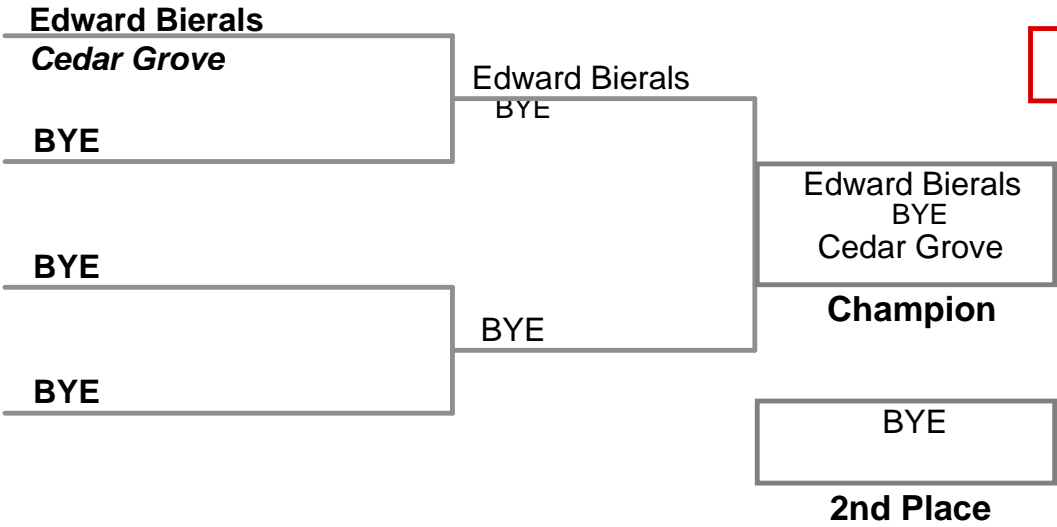 Edward Bierals
Cedar Grove
BYE
BYE
BYE
Edward Bierals
BYE
BYE
Edward Bierals
BYE
Cedar Grove
Champion
BYE
2nd Place